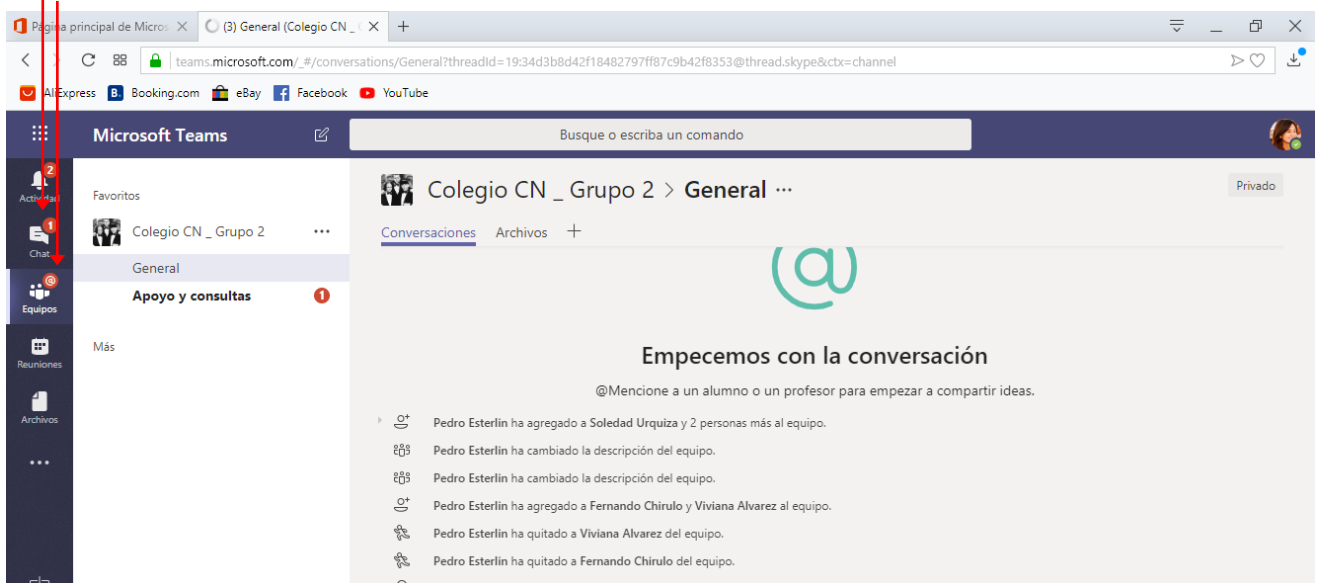 Página principal de Micros
(3) General (Colegio CN _
teams.microsoft.com/_#/conversations/General?threadId=19:34d3b8d42f18482797ff87c9b42f8353@thread.skype&ctx=channel
AliExpress B. Booking.com eBay Facebook YouTube
Microsoft Teams
Busque o escriba un comando
2
Actividad
1
Chat
@
Equipos
Reuniones
Archivos
Favoritos
Colegio CN _ Grupo 2 ...
General
Apoyo y consultas 1
Más
Colegio CN _ Grupo 2 > General ...
Privado
Conversaciones Archivos +
@
Empecemos con la conversación
@Mencione a un alumno o un profesor para empezar a compartir ideas.
Pedro Esterlin ha agregado a Soledad Urquiza y 2 personas más al equipo.
Pedro Esterlin ha cambiado la descripción del equipo.
Pedro Esterlin ha cambiado la descripción del equipo.
Pedro Esterlin ha agregado a Fernando Chirulo y Viviana Alvarez al equipo.
Pedro Esterlin ha quitado a Viviana Alvarez del equipo.
Pedro Esterlin ha quitado a Fernando Chirulo del equipo.